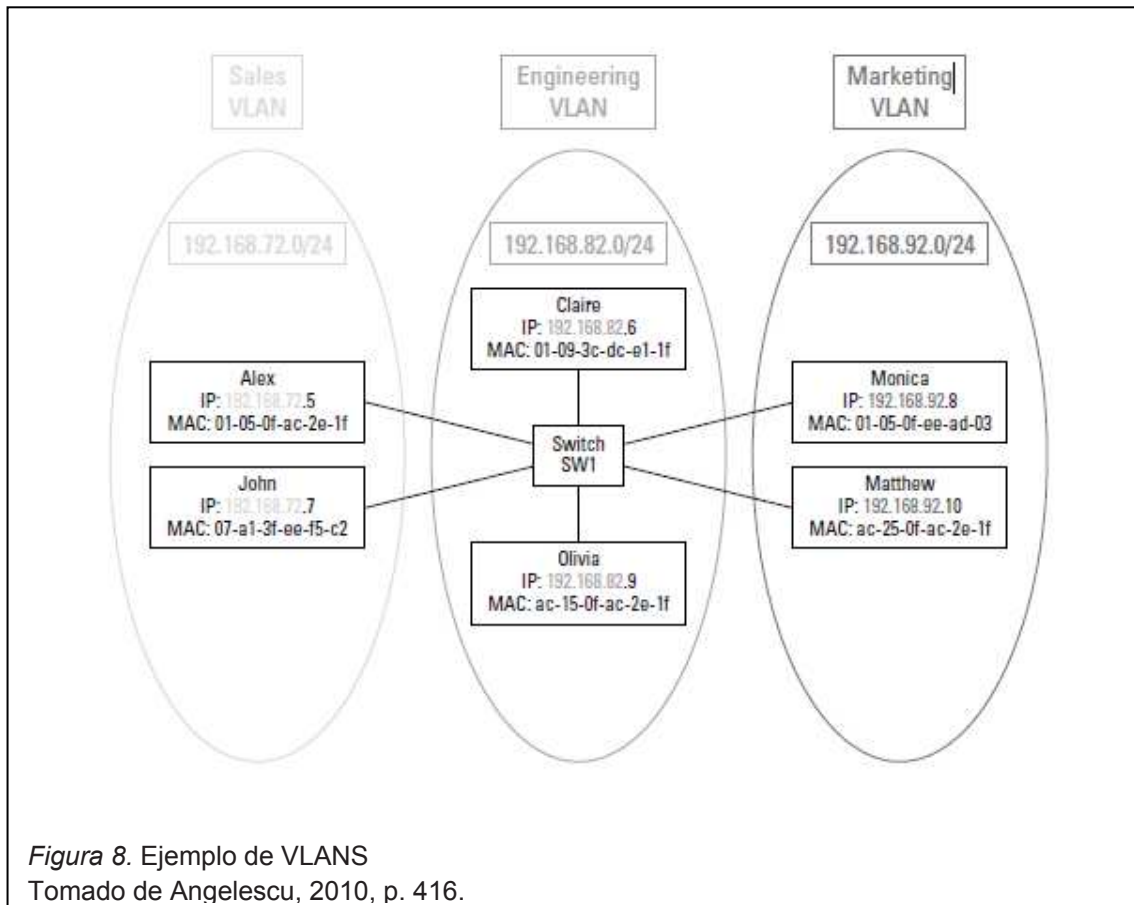 Sales
VLAN
Engineering
VLAN
Marketing
VLAN
192.168.72.0/24
192.168.82.0/24
192.168.92.0/24
Claire
IP: 192.168.82.6
MAC: 01-09-3c-dc-e1-1f
Alex
IP: 192.168.72.5
MAC: 01-05-0f-ac-2e-1f
Monica
IP: 192.168.92.8
MAC: 01-05-0f-ee-ad-03
Switch
SW1
John
IP: 192.168.72.7
MAC: 07-a1-3f-ee-f5-c2
Matthew
IP: 192.168.92.10
MAC: ac-25-0f-ac-2e-1f
Olivia
IP: 192.168.82.9
MAC: ac-15-0f-ac-2e-1f
Figura 8. Ejemplo de VLANS
Tomado de Angelescu, 2010, p. 416.